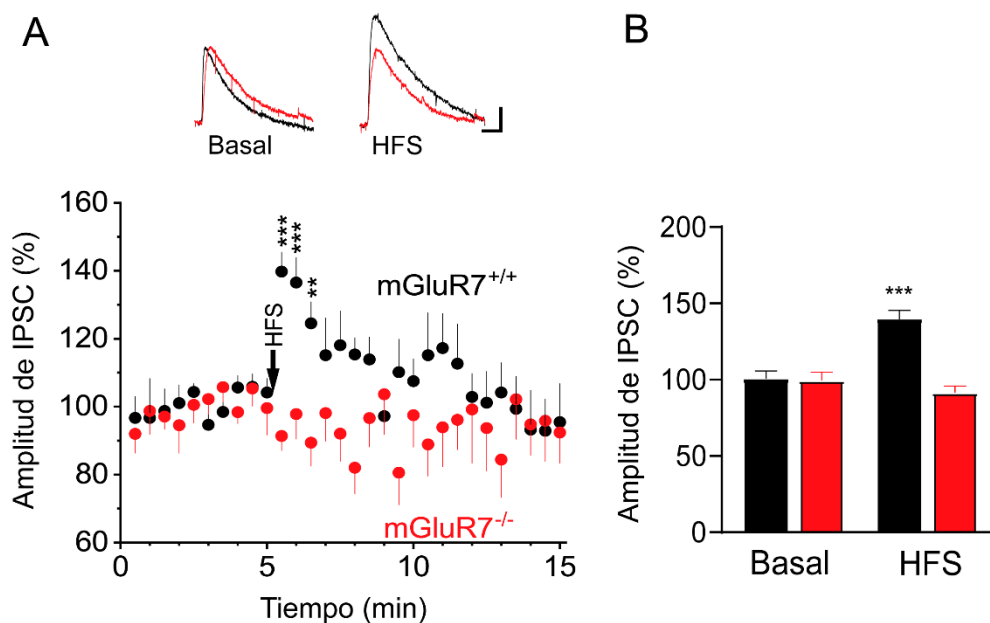 A
Basal
HFS
Amplitud de IPSC (%)
160
140
120
100
80
60
***
***
**
HFS
mGluR7+/+
mGluR7-/-
0
5
10
15
Tiempo (min)
B
Amplitud de IPSC (%)
200
150
100
50
0
***
Basal
HFS